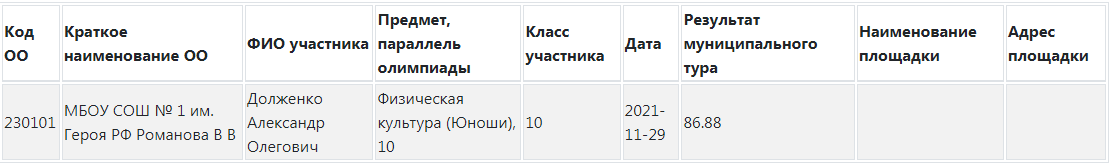 Код ОО
Краткое наименование ОО
ФИО участника
Предмет, параллель олимпиады
Класс участника
Дата
Результат муниципального тура
Наименование площадки
Адрес площадки
230101
МБОУ СОШ № 1 им.
Героя РФ Романова В В
Долженко
Александр
Олегович
Физическая
культура (Юноши),
10
10
2021-
11-29
86.88